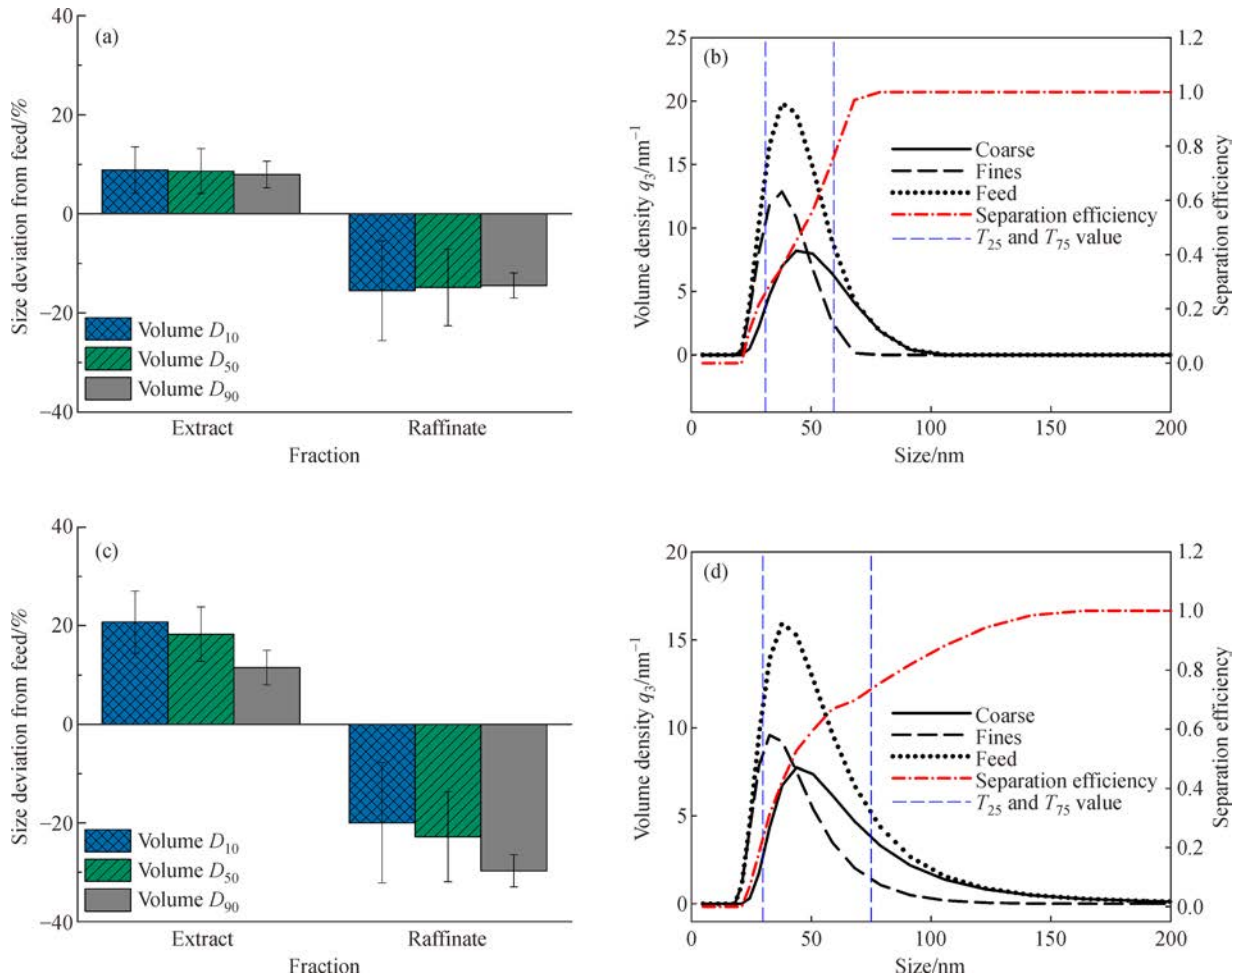 (a)
Size deviation from feed/%
40
20
0
−20
−40
Volume D10
Volume D50
Volume D90
Extract
Raffinate
Fraction
(b)
Volume density q3/nm−1
25
20
15
10
5
0
Coarse
Fines
Feed
Separation efficiency
T25 and T75 value
1.2
1.0
0.8
0.6
0.4
0.2
0.0
Separation efficiency
0
50
100
150
200
Size/nm
(c)
Size deviation from feed/%
40
20
0
−20
−40
Volume D10
Volume D50
Volume D90
Extract
Raffinate
Fraction
(d)
Volume density q3/nm−1
20
15
10
5
0
Coarse
Fines
Feed
Separation efficiency
T25 and T75 value
1.2
1.0
0.8
0.6
0.4
0.2
0.0
Separation efficiency
0
50
100
150
200
Size/nm